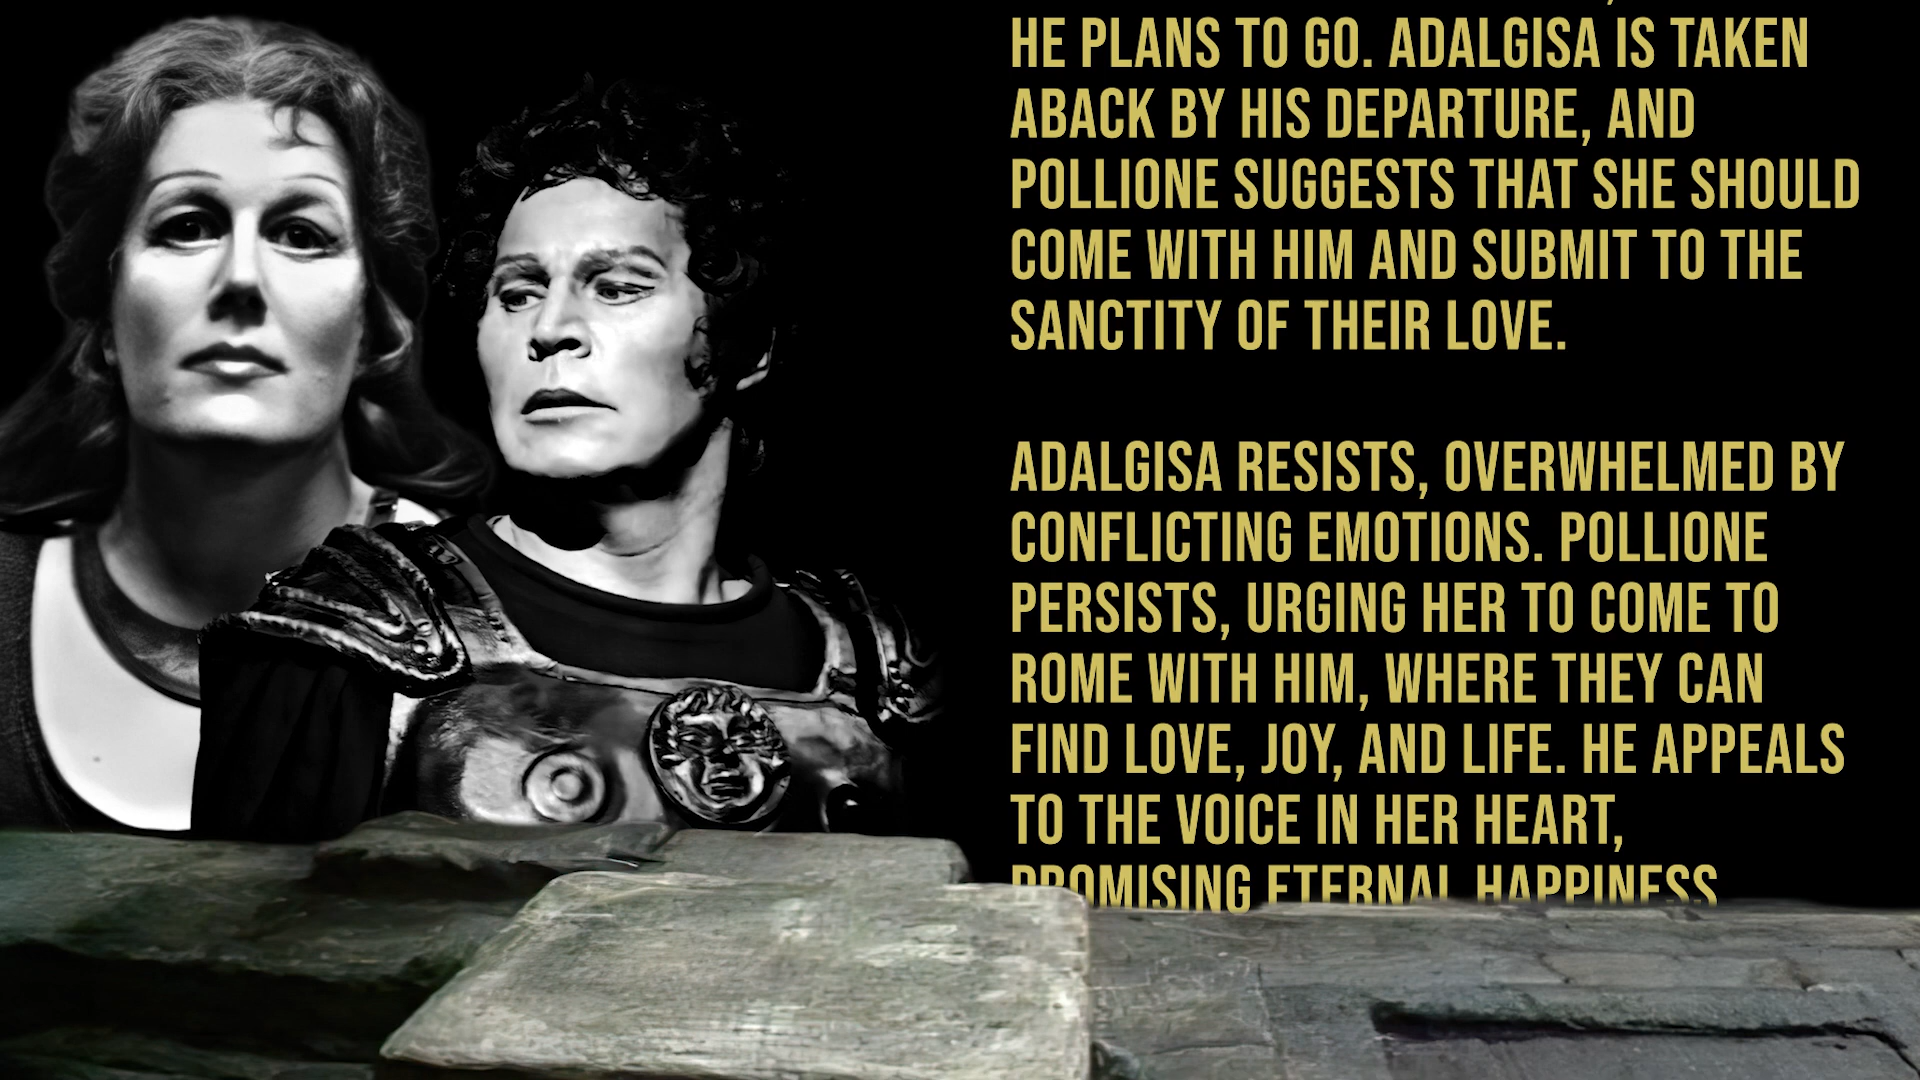 HE PLANS TO GO. ADALGISA IS TAKEN
ABACK BY HIS DEPARTURE, AND
POLLIONE SUGGESTS THAT SHE SHOULD
COME WITH HIM AND SUBMIT TO THE
SANCTITY OF THEIR LOVE.
ADALGISA RESISTS, OVERWHELMED BY
CONFLICTING EMOTIONS. POLLIONE
PERSISTS, URGING HER TO COME TO
ROME WITH HIM, WHERE THEY CAN
FIND LOVE, JOY, AND LIFE. HE APPEALS
TO THE VOICE IN HER HEART,
PROMISING ETERNAL HAPPINESS